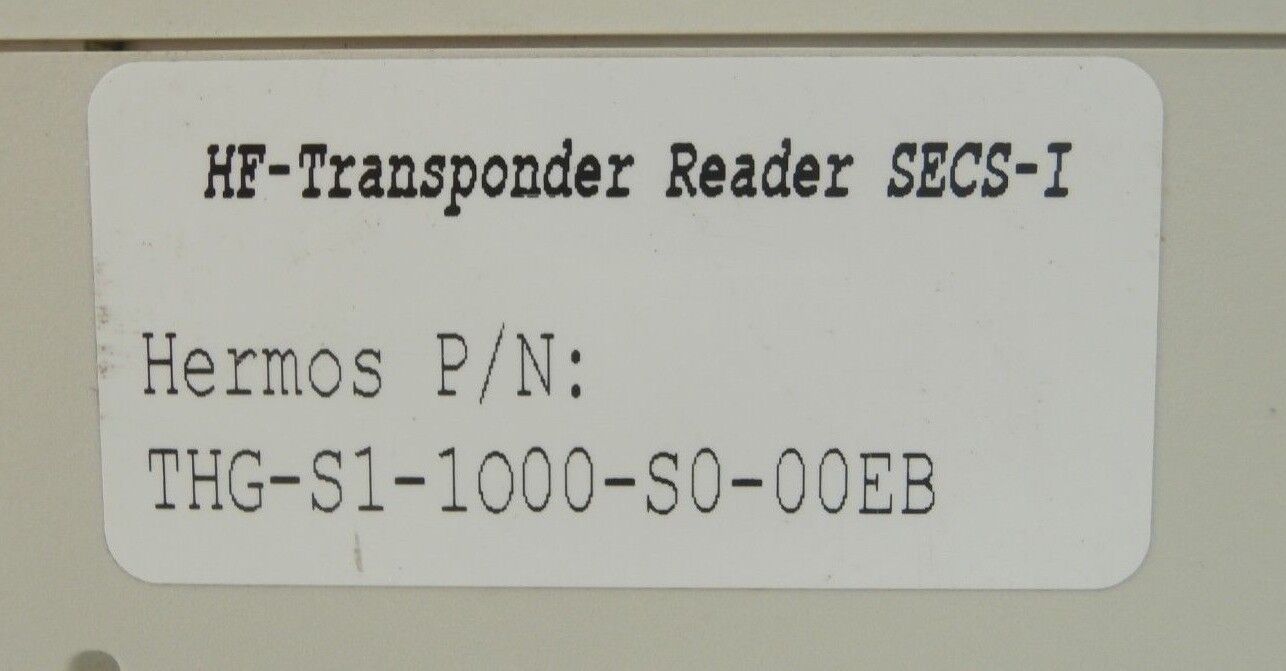 HF-Transponder Reader SECS-I
Hermos P/N:
THG-S1-1000-S0-00EB